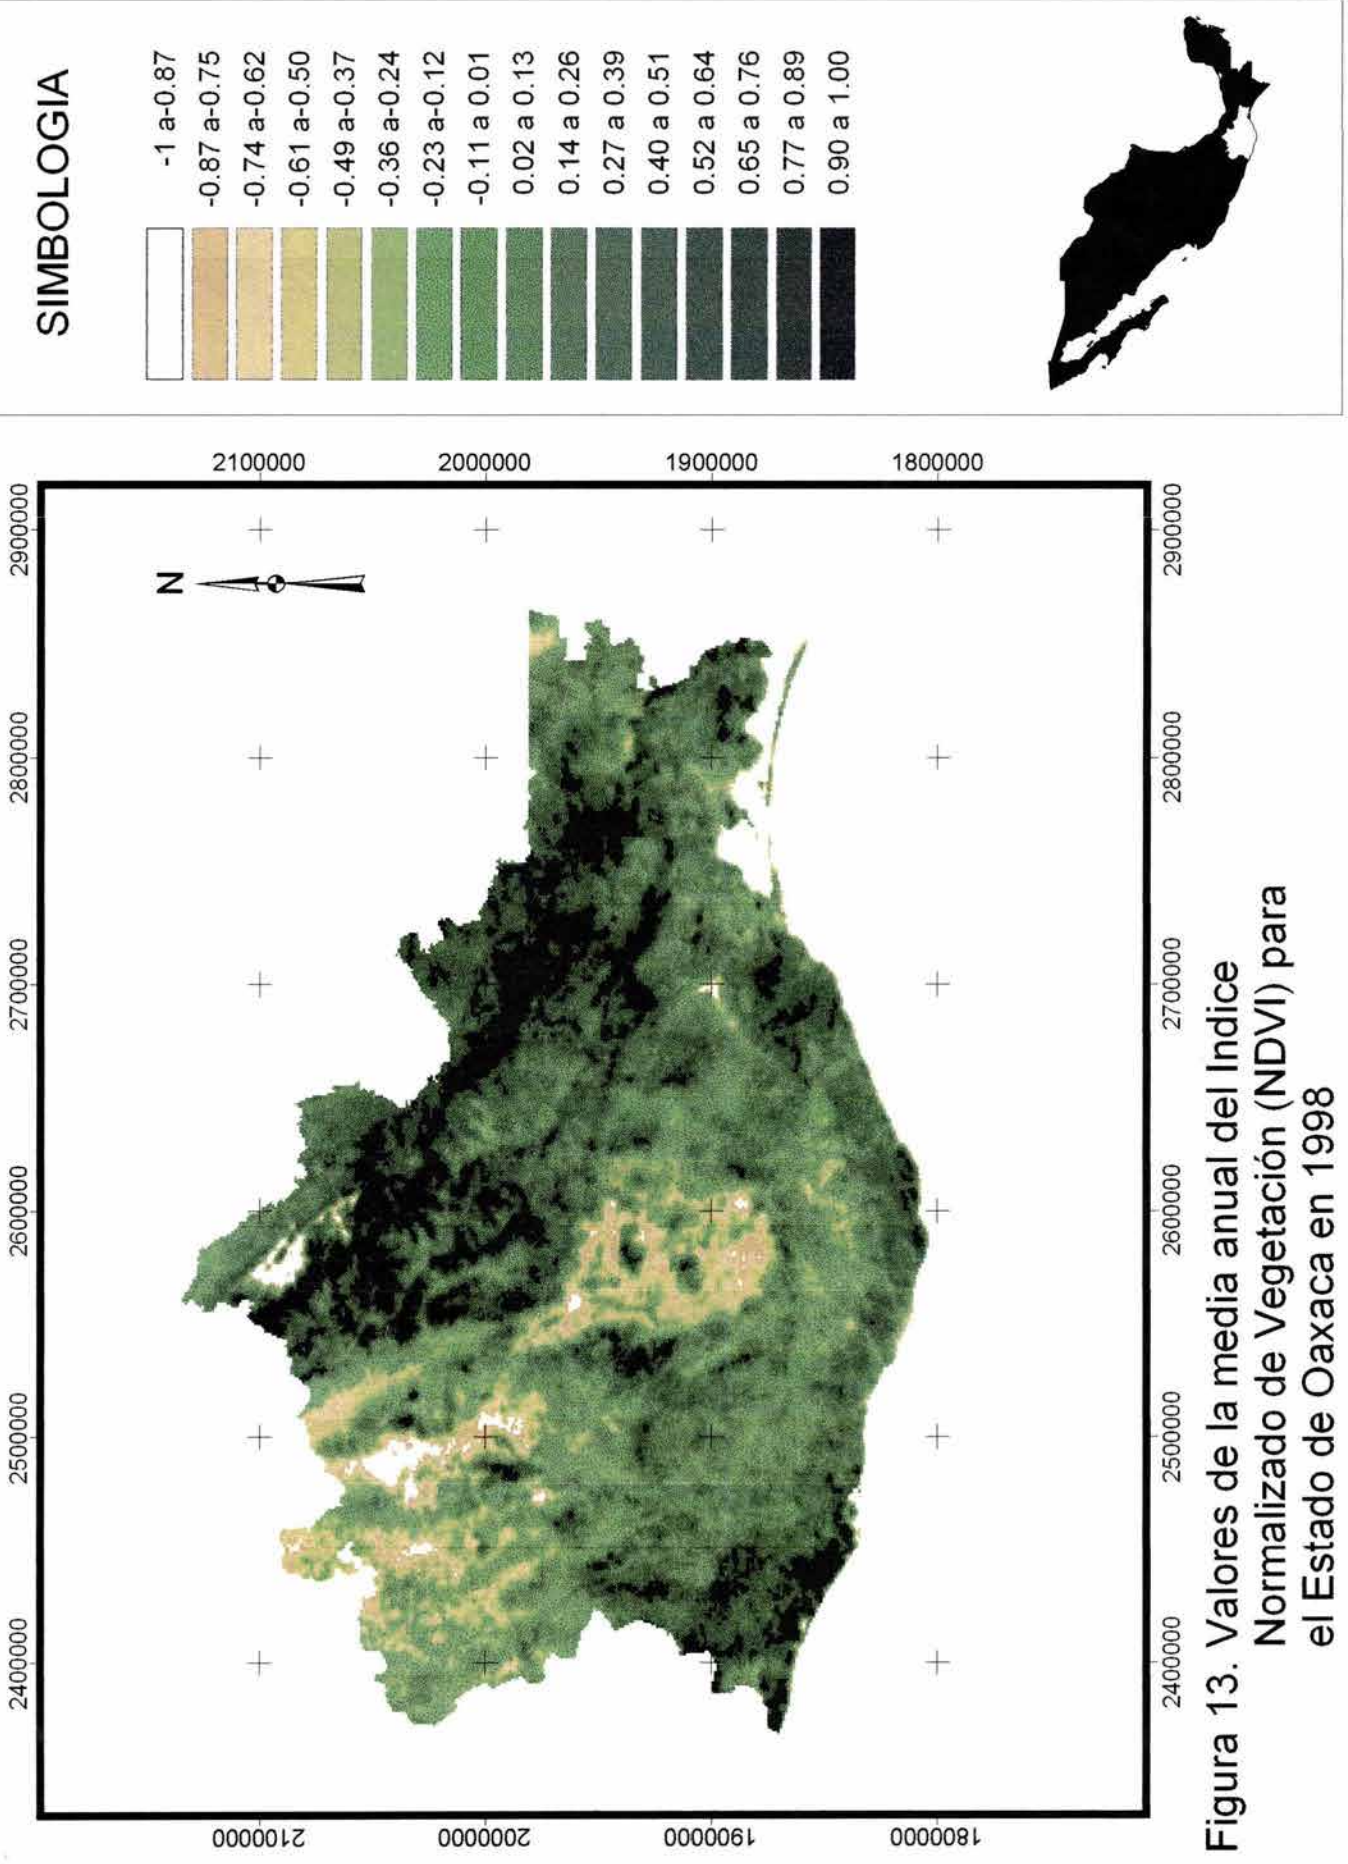 2400000
2500000
2600000
2700000
2800000
2900000
2100000
2000000
1900000
1800000
N
2100000
2000000
1900000
1800000
2400000
2500000
2600000
2700000
2800000
2900000
SIMBOLOGIA
-1 a-0.87
-0.87 a-0.75
-0.74 a-0.62
-0.61 a-0.50
-0.49 a-0.37
-0.36 a-0.24
-0.23 a-0.12
-0.11 a 0.01
0.02 a 0.13
0.14 a 0.26
0.27 a 0.39
0.40 a 0.51
0.52 a 0.64
0.65 a 0.76
0.77 a 0.89
0.90 a 1.00
Figura 13. Valores de la media anual del Indice
Normalizado de Vegetación (NDVI) para
el Estado de Oaxaca en 1998